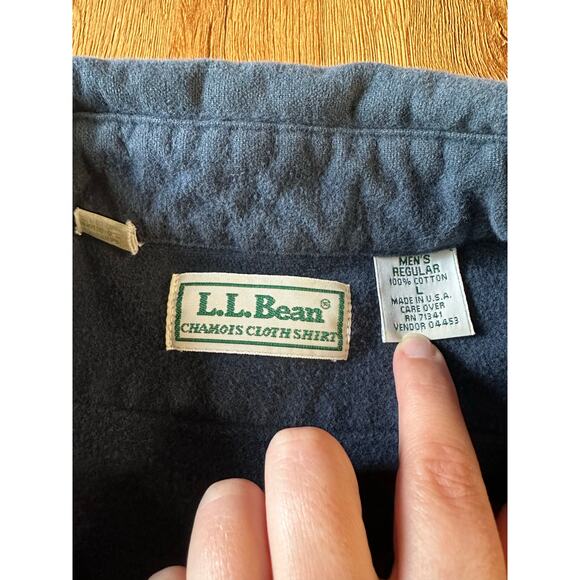 L.L.Bean®
CHAMOIS CLOTH SHIRT
MEN'S
REGULAR
100% COTTON
L
MADE IN U.S.A.
CARE OVER
RN 71341
VENDOR 04453